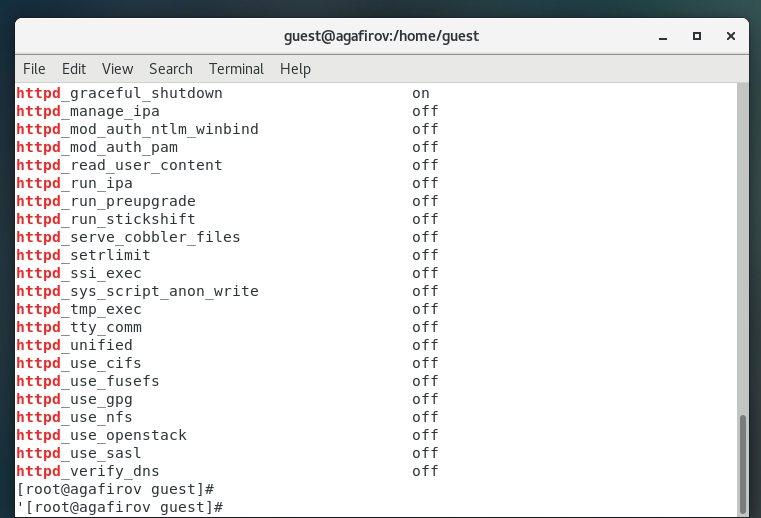 guest@agafirov:/home/guest
File Edit View Search Terminal Help
httpd_graceful_shutdown on
httpd_manage_ipa off
httpd_mod_auth_ntlm_winbind off
httpd_mod_auth_pam off
httpd_read_user_content off
httpd_run_ipa off
httpd_run_preupgrade off
httpd_run_stickshift off
httpd_serve_cobbler_files off
httpd_setrlimit off
httpd_ssi_exec off
httpd_sys_script_anon_write off
httpd_tmp_exec off
httpd_tty_comm off
httpd_unified off
httpd_use_cifs off
httpd_use_fusefs off
httpd_use_gpg off
httpd_use_nfs off
httpd_use_openstack off
httpd_use_sasl off
httpd_verify_dns off
[root@agafirov guest]#
'[root@agafirov guest]#